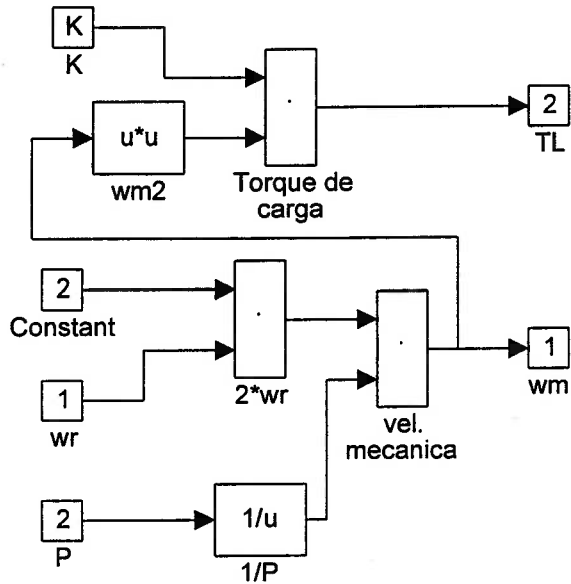 K
K
u*u
wm2
.
Torque de
carga
2
TL
2
Constant
.
2*wr
.
vel.
mecanica
1
wm
1
wr
2
P
1/u
1/P